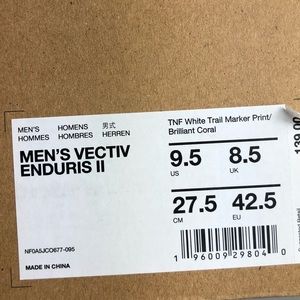 MEN'S HOMENS 男式
HOMMES HOMBRES HERREN
MEN'S VECTIV
ENDURIS II
NF0A5JCO677-095
MADE IN CHINA
TNF White Trail Marker Print/
Brilliant Coral
9.5 8.5
US UK
27.5 42.5
CM EU
1 96009 29804 0
139.00